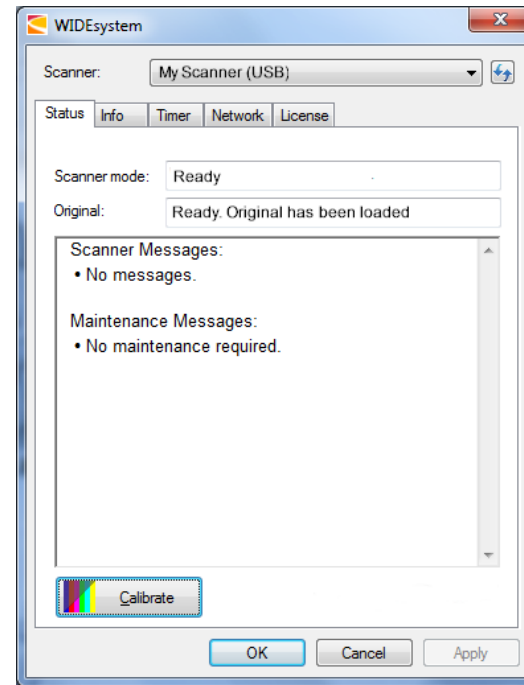 WIDEsystem
Scanner: My Scanner (USB)
Status Info Timer Network License
Scanner mode: Ready
Original: Ready. Original has been loaded
Scanner Messages:
• No messages.
Maintenance Messages:
• No maintenance required.
Calibrate
OK Cancel Apply